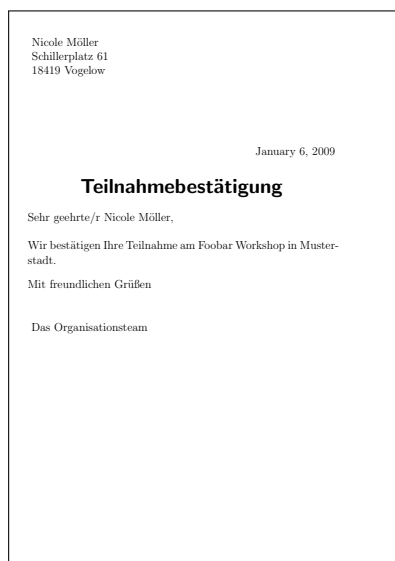 Nicole Möller
Schillerplatz 61
18419 Vogelow
January 6, 2009
Teilnahmebestätigung
Sehr geehrte/r Nicole Möller,
Wir bestätigen Ihre Teilnahme am Foobar Workshop in Muster-
stadt.
Mit freundlichen Grüßen
Das Organisationsteam